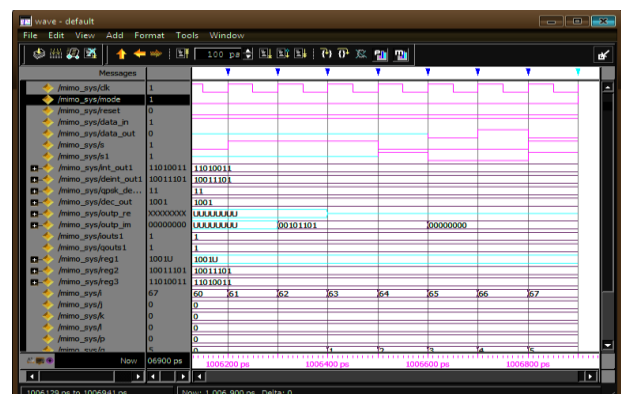 wave - default
File Edit View Add Format Tools Window
100 ps
Messages
/mimo_sys/clk 1
/mimo_sys/mode 1
/mimo_sys/reset 0
/mimo_sys/data_in 1
/mimo_sys/data_out 0
/mimo_sys/s 1
/mimo_sys/s1 1
/mimo_sys/int_out1 11010011 11010011
/mimo_sys/deint_out1 10011101 10011101
/mimo_sys/qpsk_de... 11 11
/mimo_sys/dec_out 1001 1001
/mimo_sys/outp_re XXXXXXXX UUUUUUUU
/mimo_sys/outp_im 00000000 UUUUUUUU 00101101 00000000
/mimo_sys/iouts1 1 1
/mimo_sys/qouts1 1 1
/mimo_sys/reg1 1001U 1001U
/mimo_sys/reg2 10011101 10011101
/mimo_sys/reg3 11010011 11010011
/mimo_sys/i 67 60 61 62 63 64 65 66 67
/mimo_sys/j 0 0
/mimo_sys/k 0 0
/mimo_sys/l 0 0
/mimo_sys/p 0 0
Now 06900 ps 1006200 ps 1006400 ps 1006600 ps 1006800 ps
1006129 ps to 1006941 ps Now: 1,006,900 ps Delta: 0